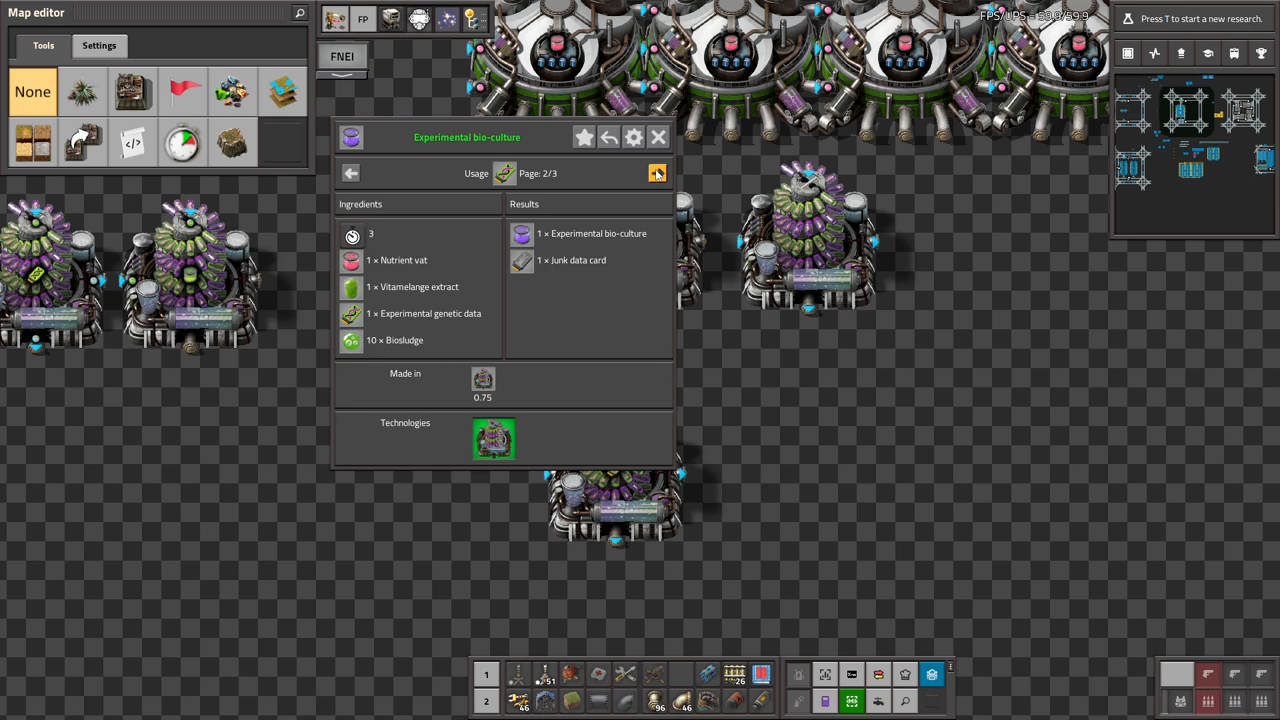 Map editor
FP
FPS/UPS = 59.9/59.9
Press T to start a new research.
Tools
Settings
FNEI
None
Experimental bio-culture
Usage
Page: 2/3
Ingredients
Results
3
1 × Experimental bio-culture
1 × Nutrient vat
1 × Junk data card
1 × Vitamelange extract
1 × Experimental genetic data
10 × Biosludge
Made in
0.75
Technologies
1
51
26
2
46
96
46